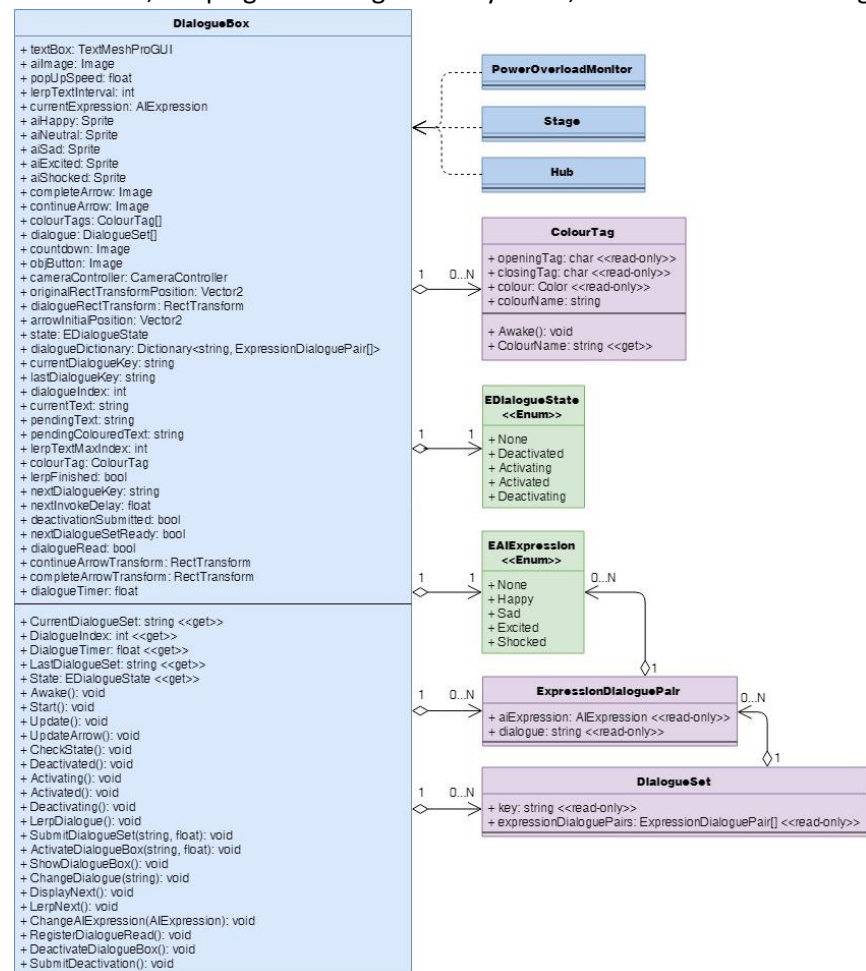 DialogueBox
+ textBox: TextMeshProGUI
+ aiImage: Image
+ popUpSpeed: float
+ lerpTextInterval: int
+ currentExpression: AIExpression
+ aiHappy: Sprite
+ aiNeutral: Sprite
+ aiSad: Sprite
+ aiExcited: Sprite
+ aiShocked: Sprite
+ completeArrow: Image
+ continueArrow: Image
+ colourTags: ColourTag[]
+ dialogue: DialogueSet[]
+ countdown: Image
+ objButton: Image
+ cameraController: CameraController
+ originalRectTransformPosition: Vector2
+ dialogueRectTransform: RectTransform
+ arrowInitialPosition: Vector2
+ state: EDialogueState
+ dialogueDictionary: Dictionary<string, ExpressionDialoguePair[]>
+ currentDialogueKey: string
+ lastDialogueKey: string
+ dialogueIndex: int
+ currentText: string
+ pendingText: string
+ pendingColouredText: string
+ lerpTextMaxIndex: int
+ colourTag: ColourTag
+ lerpFinished: bool
+ nextDialogueKey: string
+ nextInvokeDelay: float
+ deactivationSubmitted: bool
+ nextDialogueSetReady: bool
+ dialogueRead: bool
+ continueArrowTransform: RectTransform
+ completeArrowTransform: RectTransform
+ dialogueTimer: float
+ CurrentDialogueSet: string <<get>>
+ DialogueIndex: int <<get>>
+ DialogueTimer: float <<get>>
+ LastDialogueSet: string <<get>>
+ State: EDialogueState <<get>>
+ Awake(): void
+ Start(): void
+ Update(): void
+ UpdateArrow(): void
+ CheckState(): void
+ Deactivated(): void
+ Activating(): void
+ Activated(): void
+ Deactivating(): void
+ LerpDialogue(): void
+ SubmitDialogueSet(string, float): void
+ ActivateDialogueBox(string, float): void
+ ShowDialogueBox(): void
+ ChangeDialogue(string): void
+ DisplayNext(): void
+ LerpNext(): void
+ ChangeAIExpression(AIExpression): void
+ RegisterDialogueRead(): void
+ DeactivateDialogueBox(): void
+ SubmitDeactivation(): void
PowerOverloadMonitor
Stage
Hub
1 0...N
ColourTag
+ openingTag: char <<read-only>>
+ closingTag: char <<read-only>>
+ colour: Color <<read-only>>
+ colourName: string
+ Awake(): void
+ ColourName: string <<get>>
1 1
EDialogueState
<<Enum>>
+ None
+ Deactivated
+ Activating
+ Activated
+ Deactivating
1 1
EAIExpression
<<Enum>>
+ None
+ Happy
+ Sad
+ Excited
+ Shocked
0...N
1
1 0...N
ExpressionDialoguePair
+ aiExpression: AIExpression <<read-only>>
+ dialogue: string <<read-only>>
0...N
1
1 0...N
DialogueSet
+ key: string <<read-only>>
+ expressionDialoguePairs: ExpressionDialoguePair[] <<read-only>>